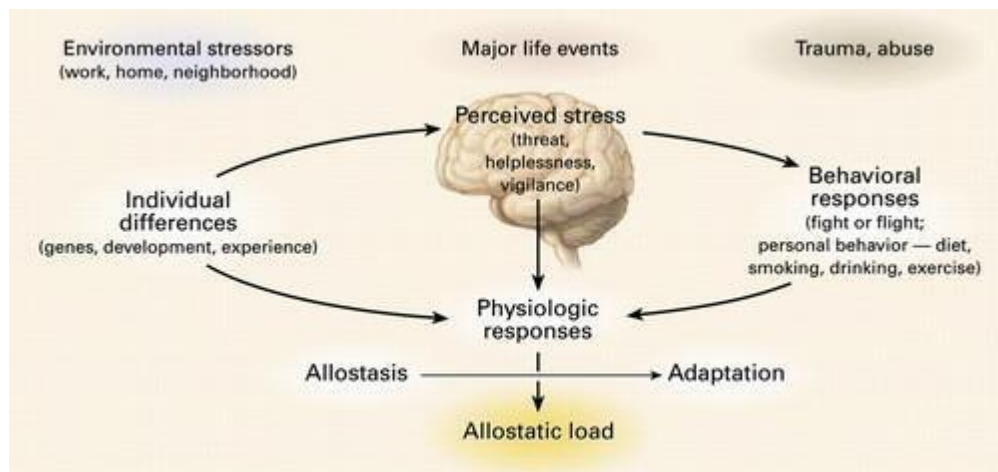 Environmental stressors
(work, home, neighborhood)
Major life events
Trauma, abuse
Perceived stress
(threat,
helplessness,
vigilance)
Individual
differences
(genes, development, experience)
Behavioral
responses
(fight or flight;
personal behavior — diet,
smoking, drinking, exercise)
Physiologic
responses
Allostasis
Adaptation
Allostatic load